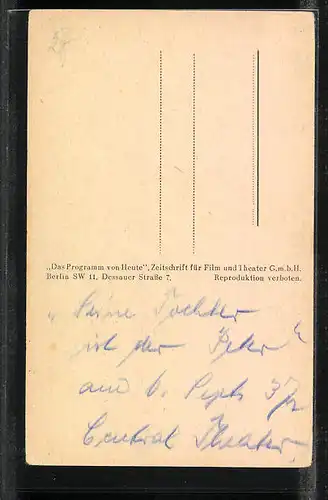 „Das Programm von Heute“, Zeitschrift für Film und Theater G.m.b.H.
Berlin SW 11, Dessauer Straße 7. Reproduktion verboten.
„Seine Tochter
ist der Peter“
am 6. Sept. 37
Central Theater